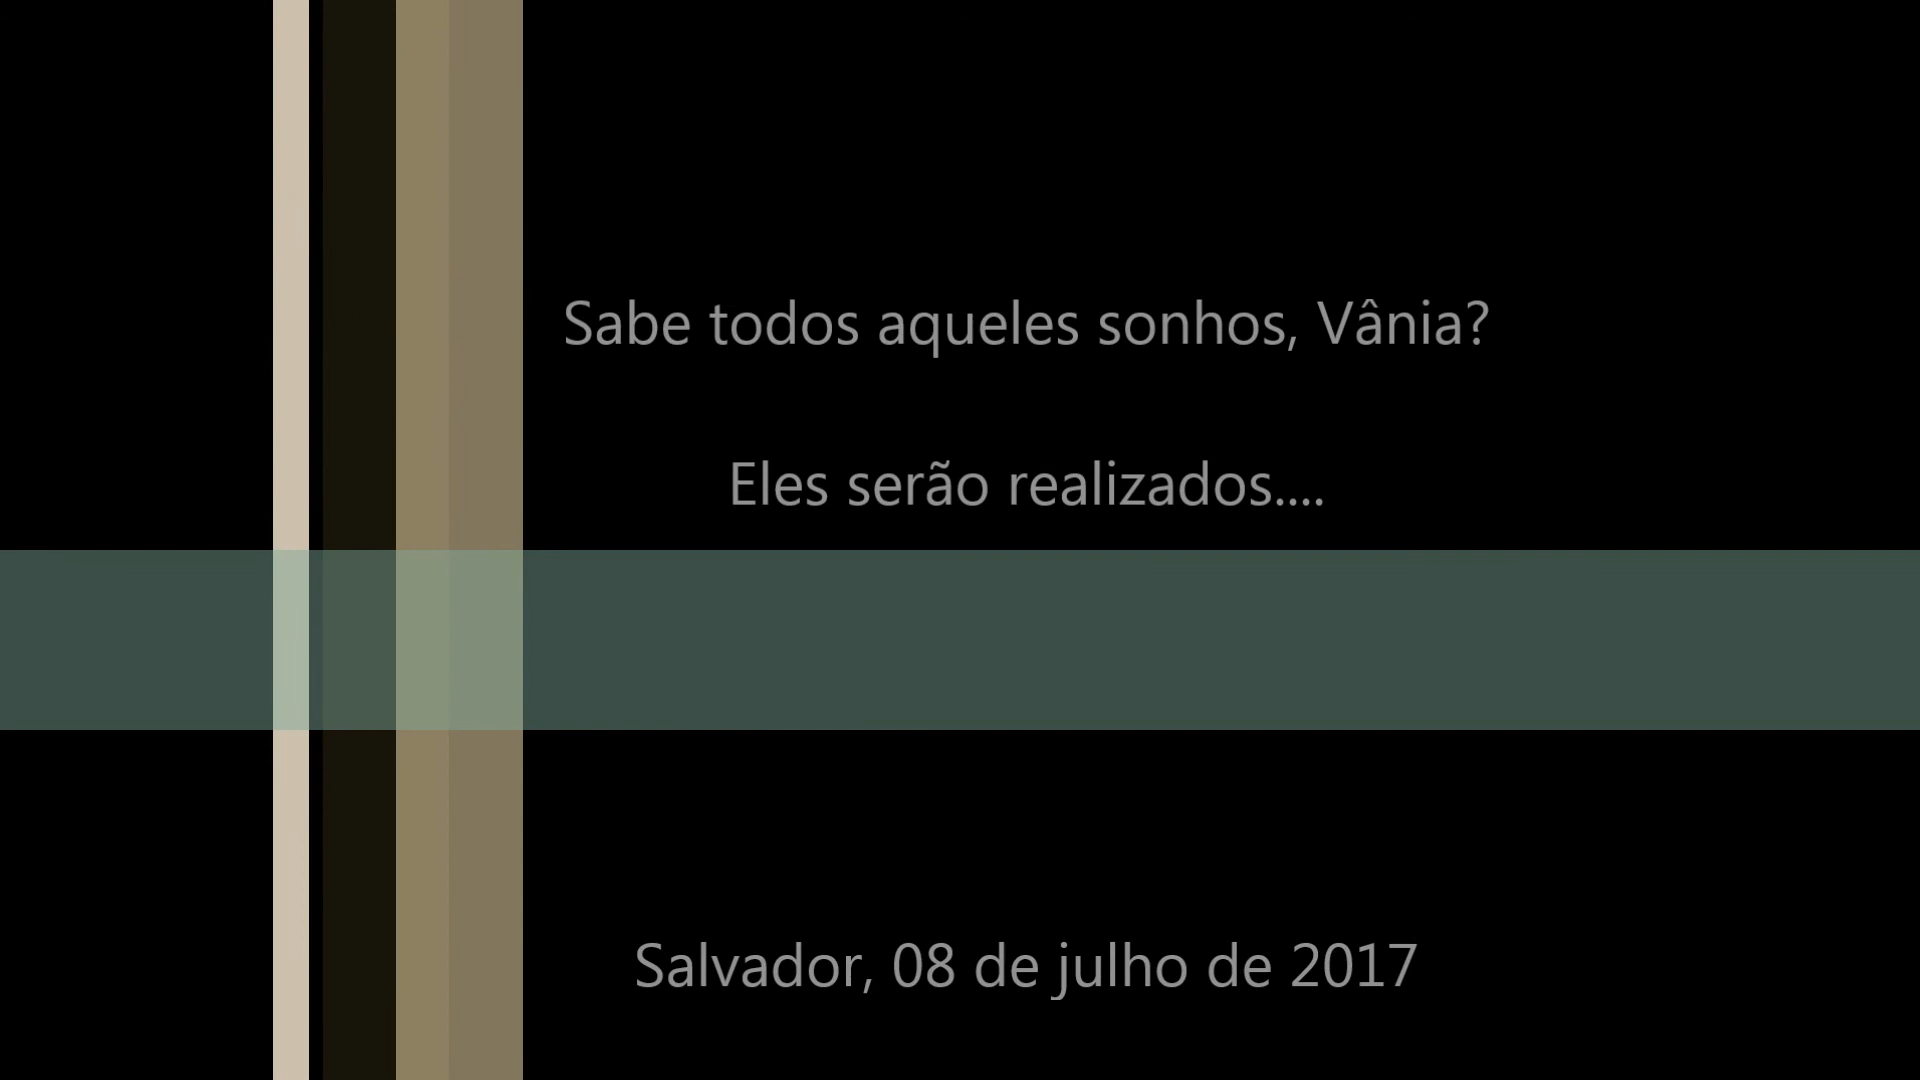 Sabe todos aqueles sonhos, Vânia?
Eles serão realizados....
Salvador, 08 de julho de 2017